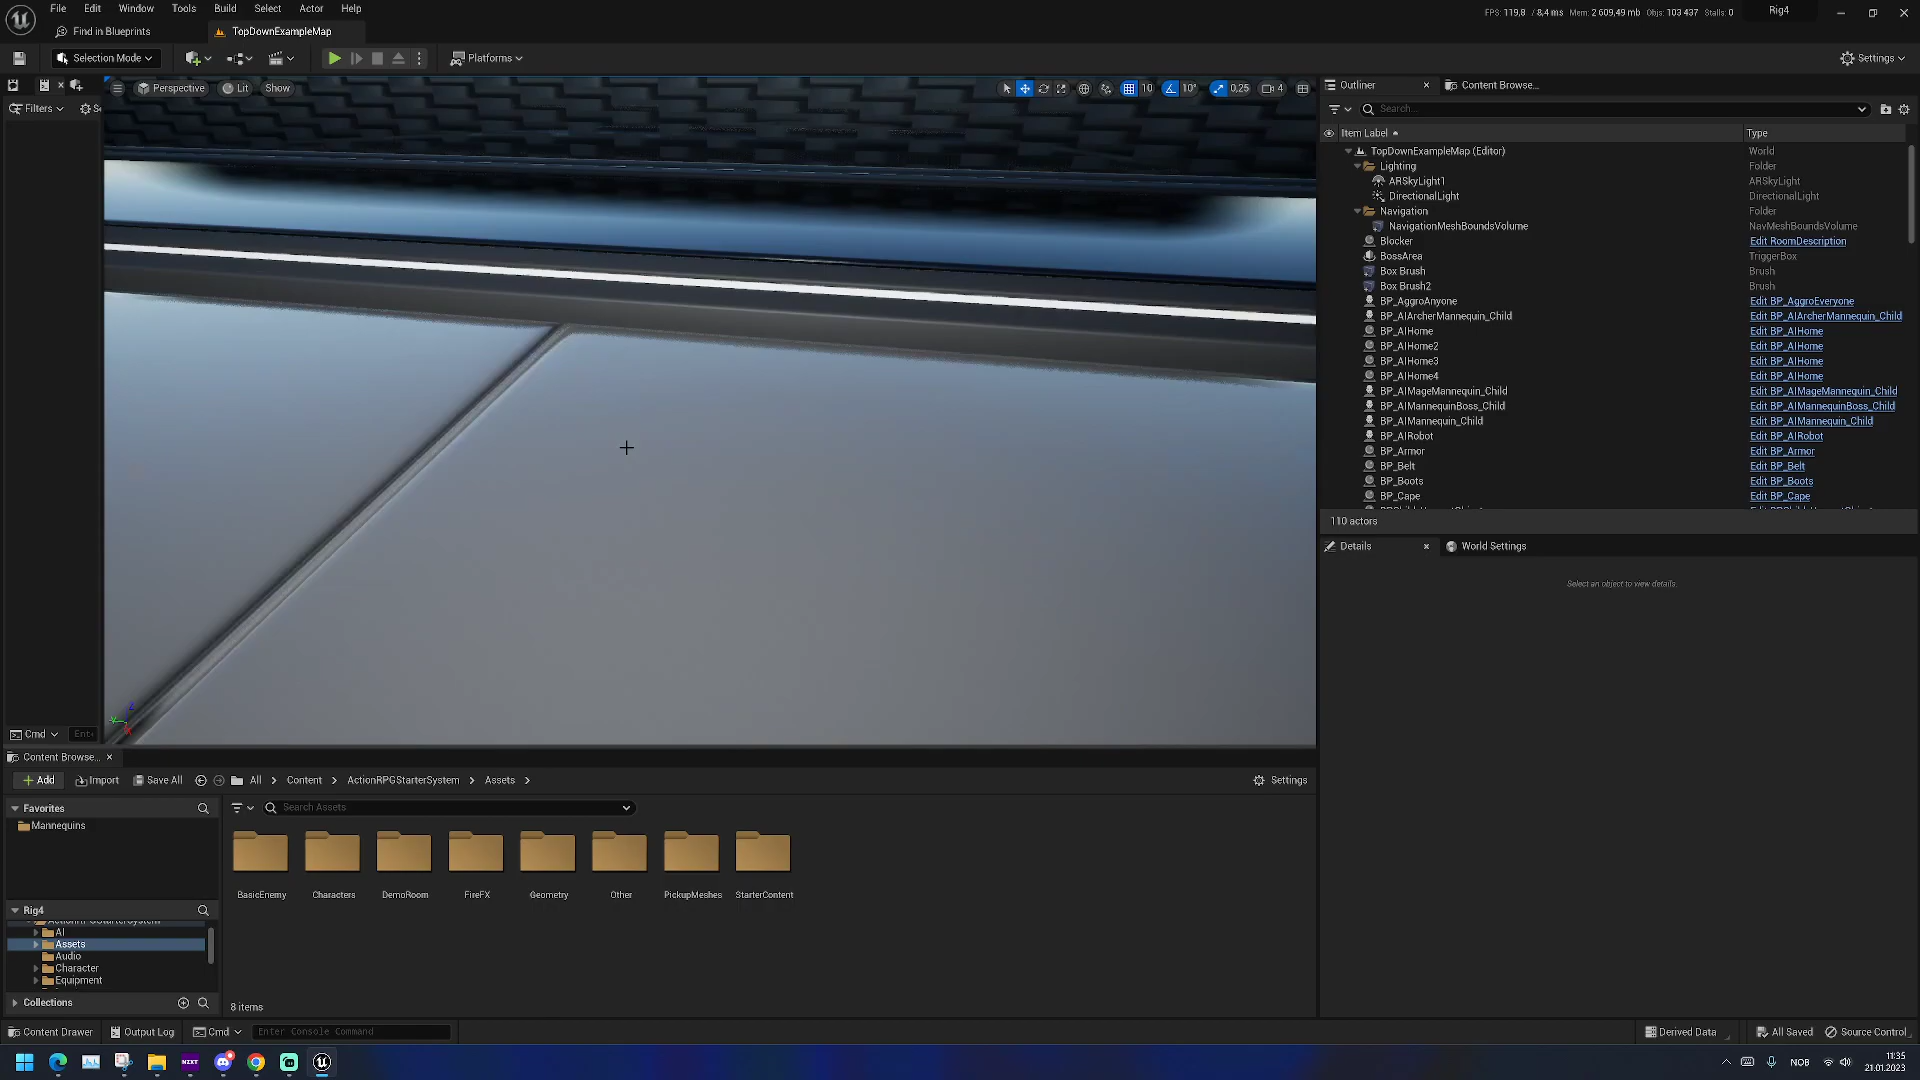 File Edit Window Tools Build Select Actor Help
FPS: 119,8 / 8,4 ms Mem: 2 609,49 mb Objs: 103 437 Stalls: 0 Rig4
Find in Blueprints TopDownExampleMap
Selection Mode Platforms Settings
Perspective Lit Show 10 10° 0,25 4
Filters
Outliner Content Browse...
Search...
Item Label Type
TopDownExampleMap (Editor) World
Lighting Folder
ARSkyLight1 ARSkyLight
DirectionalLight DirectionalLight
Navigation Folder
NavigationMeshBoundsVolume NavMeshBoundsVolume
Blocker Edit RoomDescription
BossArea TriggerBox
Box Brush Brush
Box Brush2 Brush
BP_AggroAnyone Edit BP_AggroEveryone
BP_AIArcherMannequin_Child Edit BP_AIArcherMannequin_Child
BP_AIHome Edit BP_AIHome
BP_AIHome2 Edit BP_AIHome
BP_AIHome3 Edit BP_AIHome
BP_AIHome4 Edit BP_AIHome
BP_AIMageMannequin_Child Edit BP_AIMageMannequin_Child
BP_AIMannequinBoss_Child Edit BP_AIMannequinBoss_Child
BP_AIMannequin_Child Edit BP_AIMannequin_Child
BP_AIRobot Edit BP_AIRobot
BP_Armor Edit BP_Armor
BP_Belt Edit BP_Belt
BP_Boots Edit BP_Boots
BP_Cape Edit BP_Cape
110 actors
Details World Settings
Select an object to view details.
Cmd
Content Browse...
Add Import Save All All Content ActionRPGStarterSystem Assets Settings
Favorites Search Assets
Mannequins
BasicEnemy Characters DemoRoom FireFX Geometry Other PickupMeshes StarterContent
Rig4
AI
Assets
Audio
Character
Equipment
Collections 8 items
Content Drawer Output Log Cmd Enter Console Command Derived Data All Saved Source Control
NZXT NOB 11:35
21.01.2023